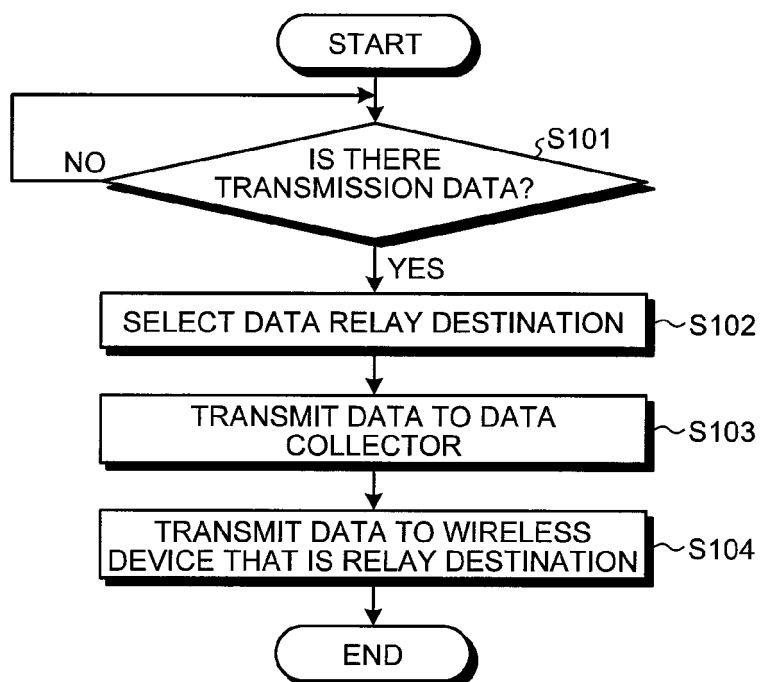 START
S101
IS THERE
TRANSMISSION DATA?
NO
YES
SELECT DATA RELAY DESTINATION
S102
TRANSMIT DATA TO DATA
COLLECTOR
S103
TRANSMIT DATA TO WIRELESS
DEVICE THAT IS RELAY DESTINATION
S104
END